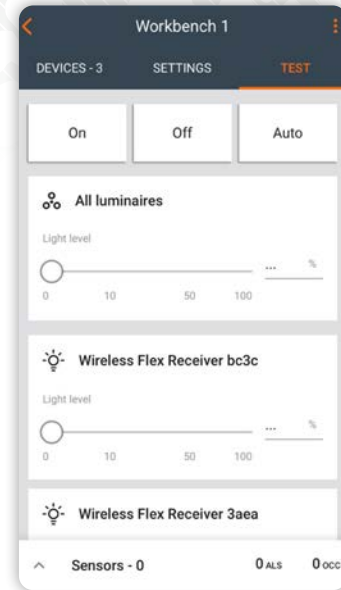 Workbench 1
DEVICES - 3 SETTINGS TEST
On Off Auto
All luminaires
Light level
... %
0 10 50 100
Wireless Flex Receiver bc3c
Light level
... %
0 10 50 100
Wireless Flex Receiver 3aea
Sensors - 0 0 ALS 0 OCC